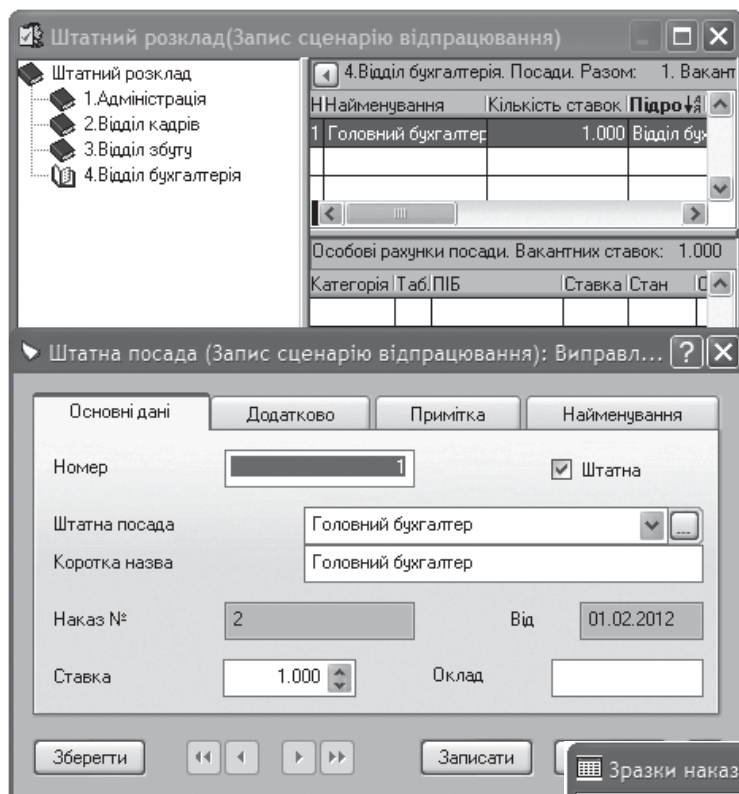 Штатний розклад(Запис сценарію відпрацювання)
Штатний розклад
1.Адміністрація
2.Відділ кадрів
3.Відділ збуту
4.Відділ бухгалтерія
4.Відділ бухгалтерія. Посади. Разом: 1. Вакант
Н Найменування Кількість ставок Підро
1 Головний бухгалтер 1.000 Відділ бух
Особові рахунки посади. Вакантних ставок: 1.000
Категорія Таб. ПІБ Ставка Стан
Штатна посада (Запис сценарію відпрацювання): Виправл...
Основні дані Додатково Примітка Найменування
Номер 1 Штатна
Штатна посада Головний бухгалтер ...
Коротка назва Головний бухгалтер
Наказ № 2 Від 01.02.2012
Ставка 1.000 Оклад
Зберегти Записати
Зразки наказ